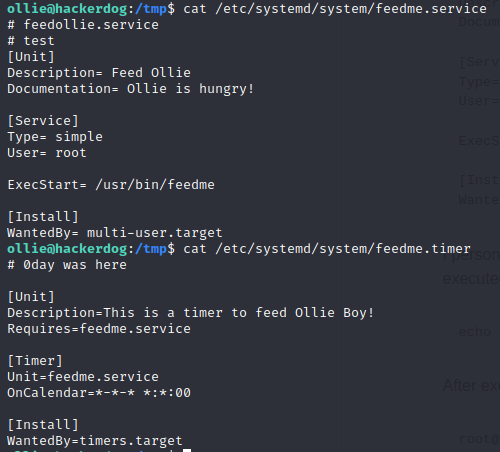 ollie@hackerdog:/tmp$ cat /etc/systemd/system/feedme.service
# feedollie.service
# test
[Unit]
Description= Feed Ollie
Documentation= Ollie is hungry!
[Service]
Type= simple
User= root
ExecStart= /usr/bin/feedme
[Install]
WantedBy= multi-user.target
ollie@hackerdog:/tmp$ cat /etc/systemd/system/feedme.timer
# 0day was here
[Unit]
Description=This is a timer to feed Ollie Boy!
Requires=feedme.service
[Timer]
Unit=feedme.service
OnCalendar=*-*-* *:*:00
[Install]
WantedBy=timers.target